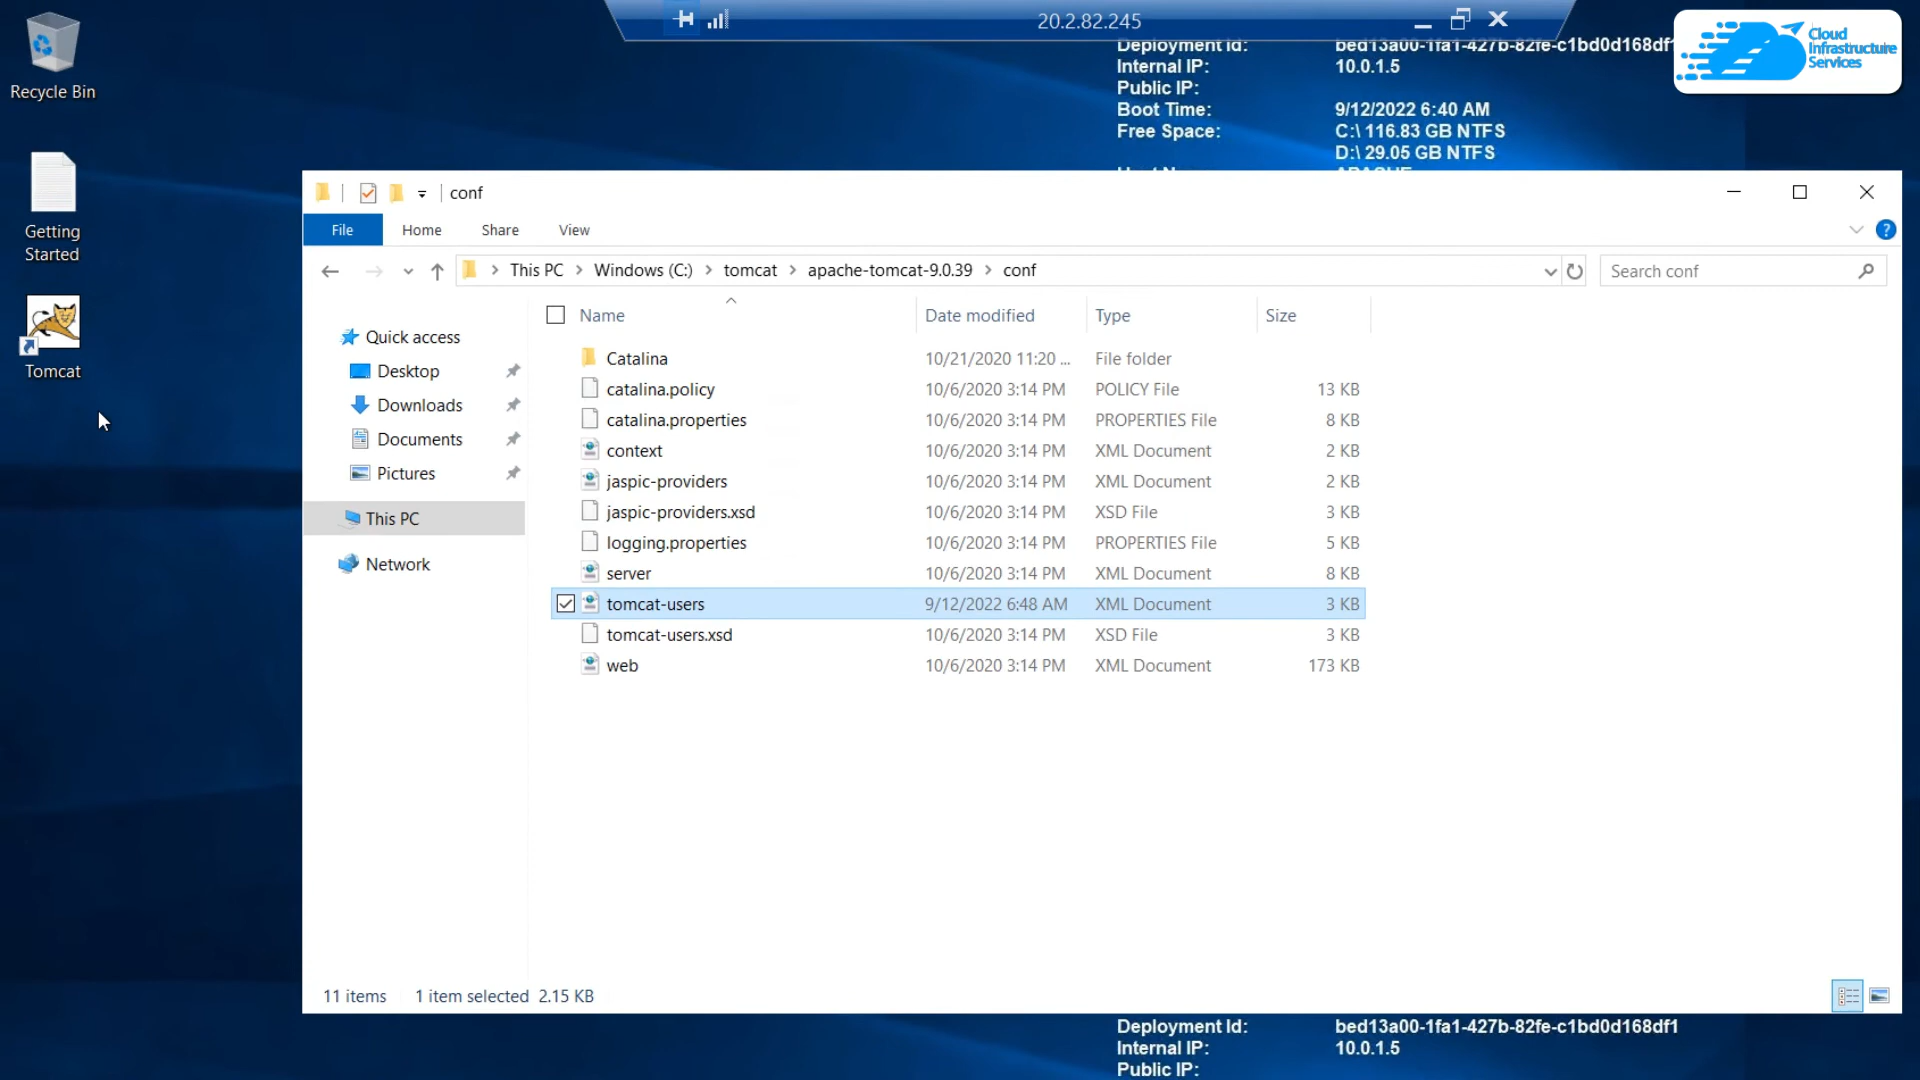 20.2.82.245
Deployment Id: bed13a00-1fa1-427b-82fe-c1bd0d168df1
Internal IP: 10.0.1.5
Public IP:
Boot Time: 9/12/2022 6:40 AM
Free Space: C:\ 116.83 GB NTFS
D:\ 29.05 GB NTFS
Cloud
Infrastructure
Services
Recycle Bin
Getting
Started
Tomcat
conf
File Home Share View
This PC Windows (C:) tomcat apache-tomcat-9.0.39 conf
Search conf
Quick access
Desktop
Downloads
Documents
Pictures
This PC
Network
Name Date modified Type Size
Catalina 10/21/2020 11:20 ... File folder
catalina.policy 10/6/2020 3:14 PM POLICY File 13 KB
catalina.properties 10/6/2020 3:14 PM PROPERTIES File 8 KB
context 10/6/2020 3:14 PM XML Document 2 KB
jaspic-providers 10/6/2020 3:14 PM XML Document 2 KB
jaspic-providers.xsd 10/6/2020 3:14 PM XSD File 3 KB
logging.properties 10/6/2020 3:14 PM PROPERTIES File 5 KB
server 10/6/2020 3:14 PM XML Document 8 KB
tomcat-users 9/12/2022 6:48 AM XML Document 3 KB
tomcat-users.xsd 10/6/2020 3:14 PM XSD File 3 KB
web 10/6/2020 3:14 PM XML Document 173 KB
11 items 1 item selected 2.15 KB
Deployment Id: bed13a00-1fa1-427b-82fe-c1bd0d168df1
Internal IP: 10.0.1.5
Public IP: